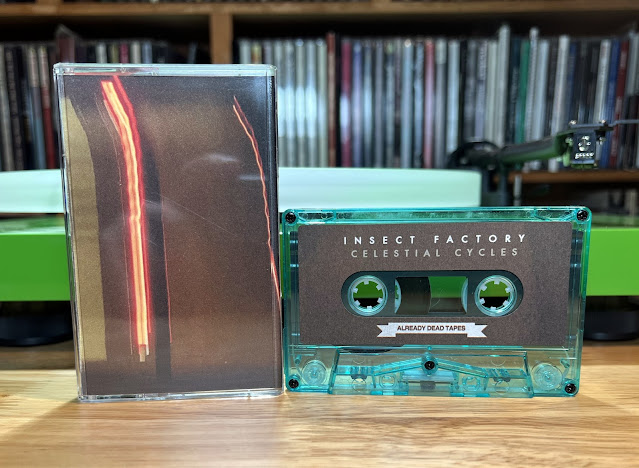 INSECT FACTORY
CELESTIAL CYCLES
ALREADY DEAD TAPES